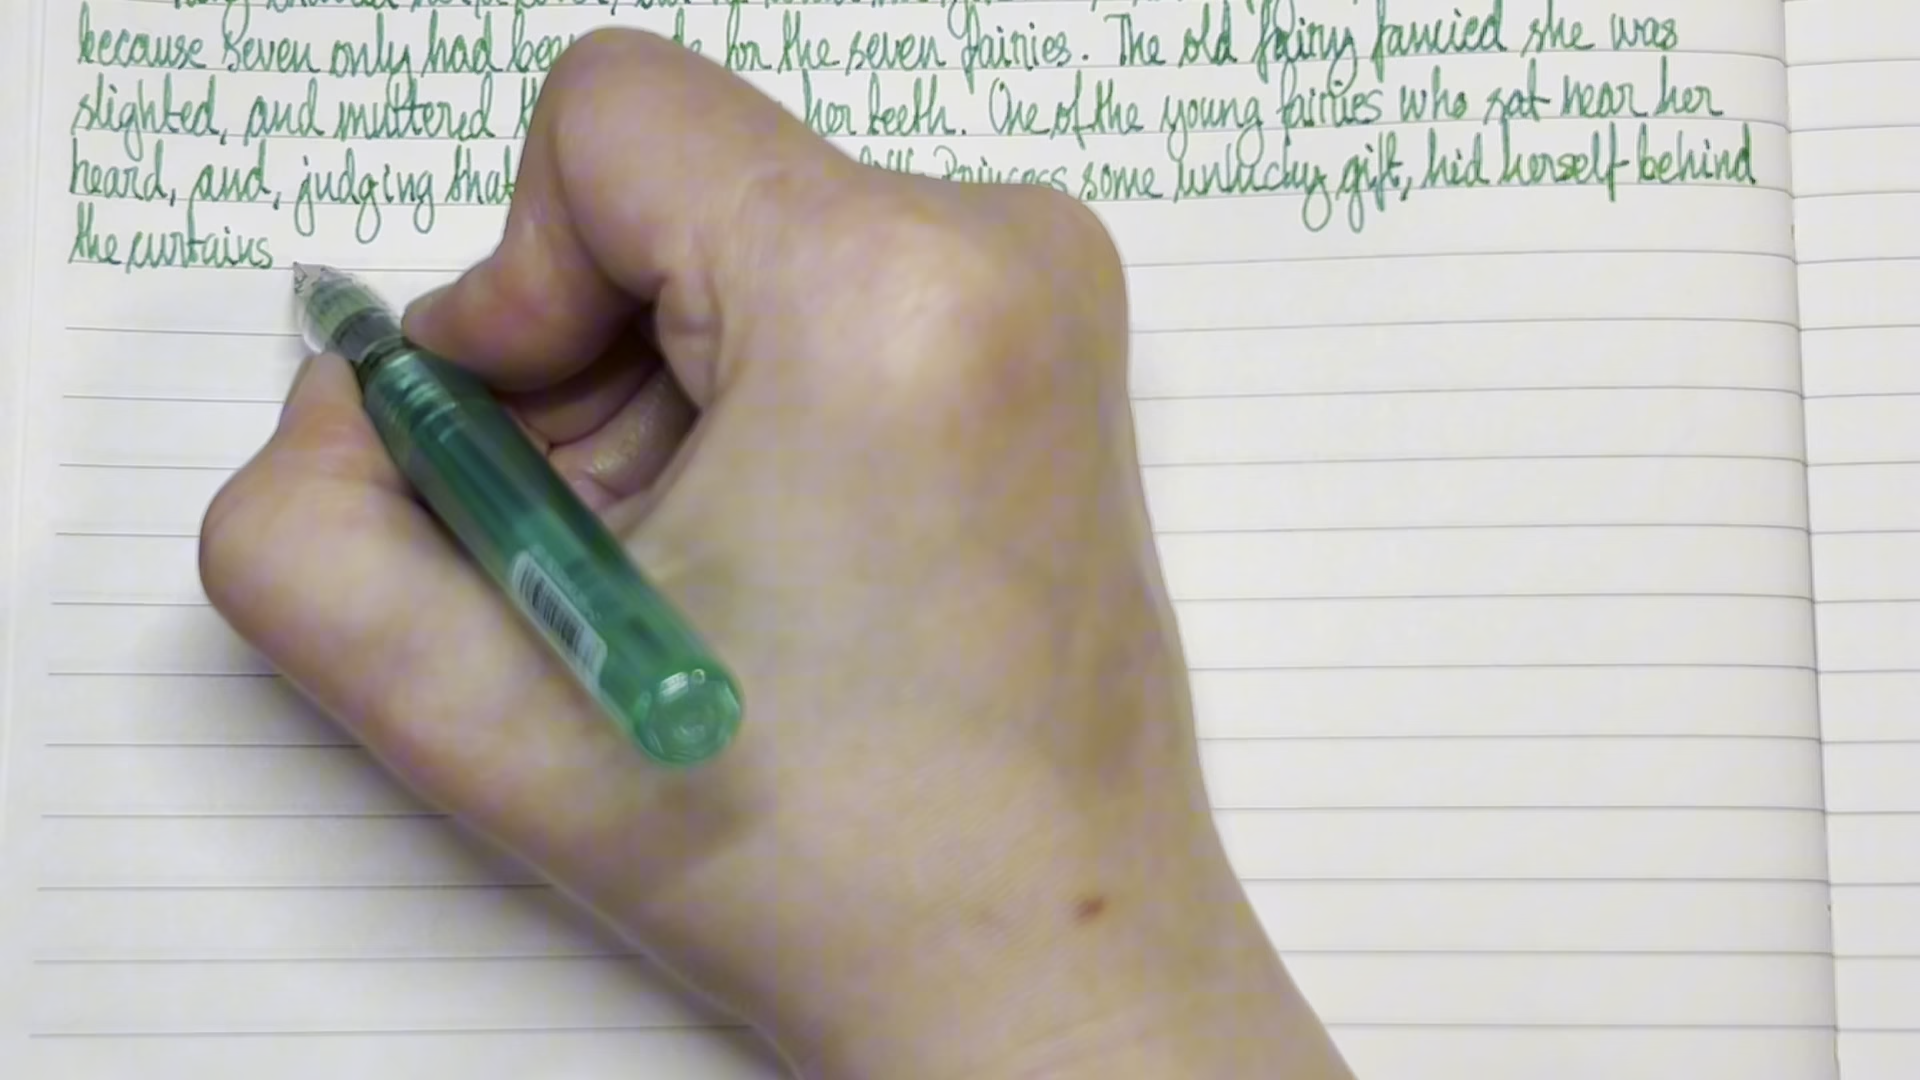 because seven only had been made for the seven fairies. The old fairy fancied she was
slighted, and muttered her teeth. One of the young fairies who sat near her
heard, and, judging that Princess some unlucky gift, hid herself behind
the curtains